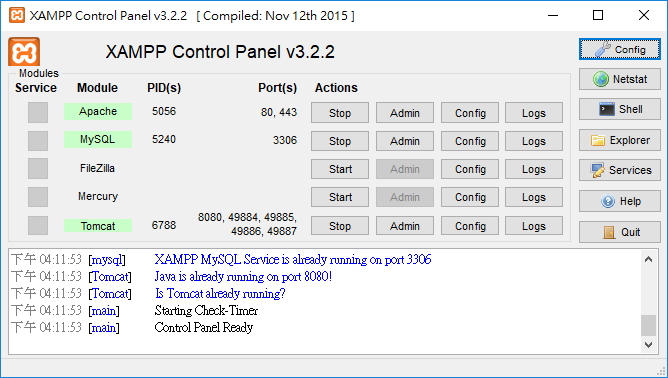 XAMPP Control Panel v3.2.2   [ Compiled: Nov 12th 2015 ]
XAMPP Control Panel v3.2.2
Config
Modules
Service Module PID(s) Port(s) Actions
Netstat
Apache 5056 80, 443 Stop Admin Config Logs
Shell
MySQL 5240 3306 Stop Admin Config Logs
Explorer
FileZilla Start Admin Config Logs
Services
Mercury Start Admin Config Logs
Help
Tomcat 6788 8080, 49884, 49885, 49886, 49887 Stop Admin Config Logs
Quit
下午 04:11:53 [mysql] XAMPP MySQL Service is already running on port 3306
下午 04:11:53 [Tomcat] Java is already running on port 8080!
下午 04:11:53 [Tomcat] Is Tomcat already running?
下午 04:11:53 [main] Starting Check-Timer
下午 04:11:53 [main] Control Panel Ready